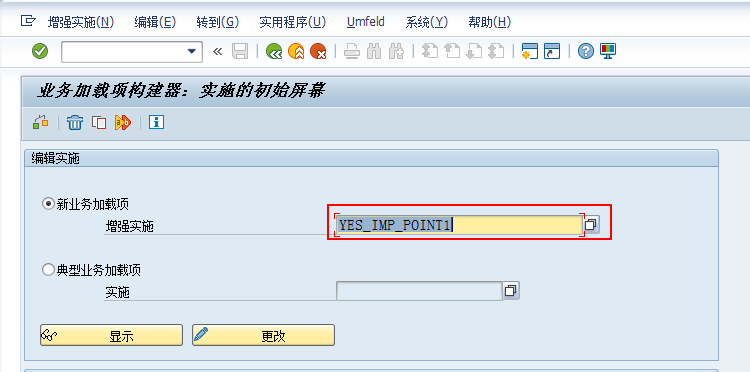 增强实施(N) 编辑(E) 转到(G) 实用程序(U) Umfeld 系统(Y) 帮助(H)
业务加载项构建器：实施的初始屏幕
编辑实施
新业务加载项
增强实施 YES_IMP_POINT1
典型业务加载项
实施
显示 更改